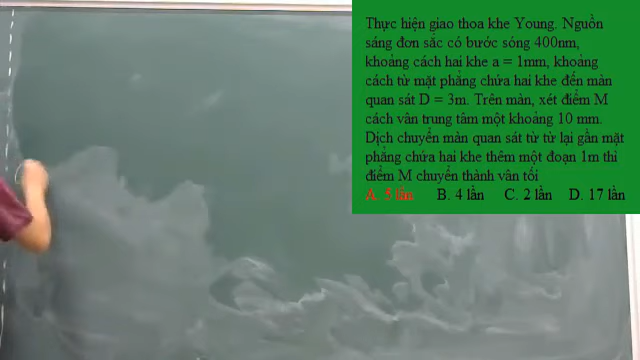 Thực hiện giao thoa khe Young. Nguồn
sáng đơn sắc có bước sóng 400nm,
khoảng cách hai khe a = 1mm, khoảng
cách từ mặt phẳng chứa hai khe đến màn
quan sát D = 3m. Trên màn, xét điểm M
cách vân trung tâm một khoảng 10 mm.
Dịch chuyển màn quan sát từ từ lại gần mặt
phẳng chứa hai khe thêm một đoạn 1m thì
điểm M chuyển thành vân tối
A. 5 lần B. 4 lần C. 2 lần D. 17 lần